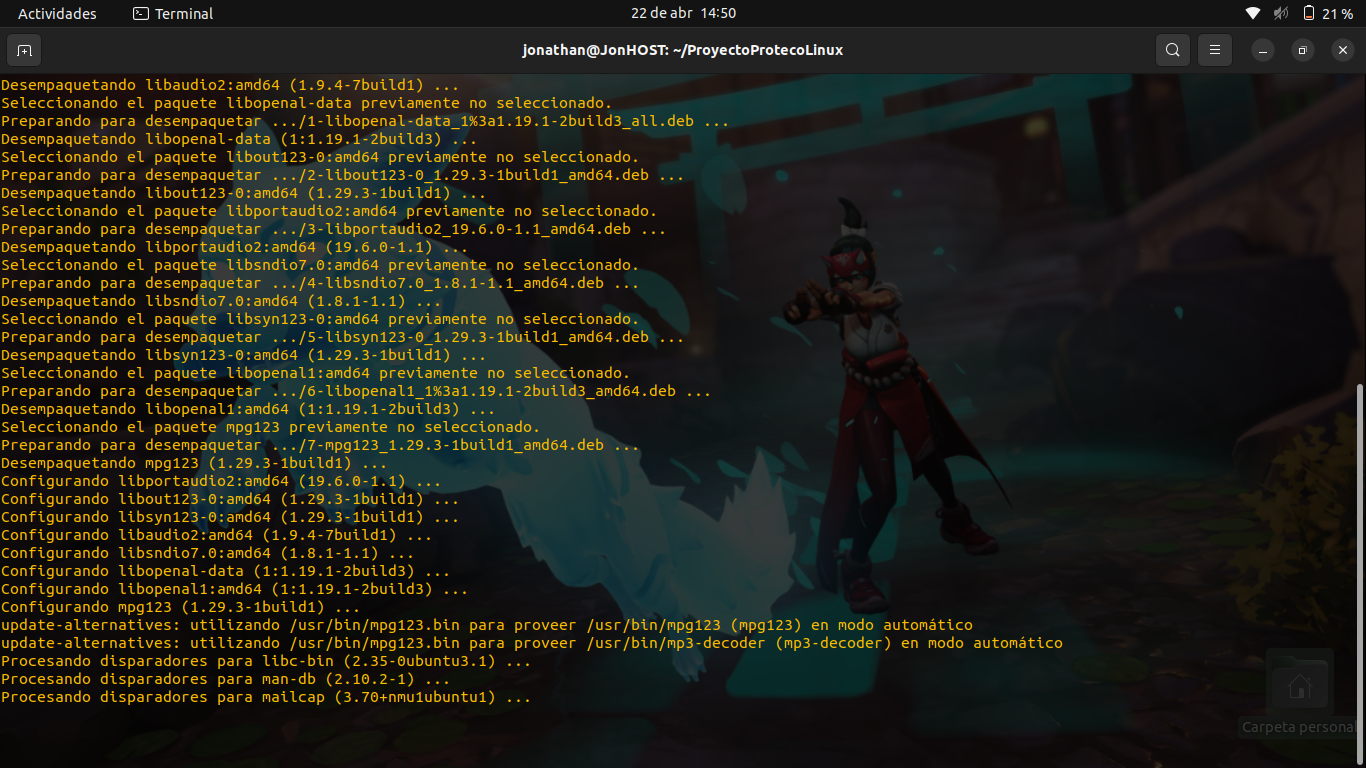 Actividades
Terminal
22 de abr 14:50
21 %
jonathan@JonHOST: ~/ProyectoProtecoLinux
Desempaquetando libaudio2:amd64 (1.9.4-7build1) ...
Seleccionando el paquete libopenal-data previamente no seleccionado.
Preparando para desempaquetar .../1-libopenal-data_1%3a1.19.1-2build3_all.deb ...
Desempaquetando libopenal-data (1:1.19.1-2build3) ...
Seleccionando el paquete libout123-0:amd64 previamente no seleccionado.
Preparando para desempaquetar .../2-libout123-0_1.29.3-1build1_amd64.deb ...
Desempaquetando libout123-0:amd64 (1.29.3-1build1) ...
Seleccionando el paquete libportaudio2:amd64 previamente no seleccionado.
Preparando para desempaquetar .../3-libportaudio2_19.6.0-1.1_amd64.deb ...
Desempaquetando libportaudio2:amd64 (19.6.0-1.1) ...
Seleccionando el paquete libsndio7.0:amd64 previamente no seleccionado.
Preparando para desempaquetar .../4-libsndio7.0_1.8.1-1.1_amd64.deb ...
Desempaquetando libsndio7.0:amd64 (1.8.1-1.1) ...
Seleccionando el paquete libsyn123-0:amd64 previamente no seleccionado.
Preparando para desempaquetar .../5-libsyn123-0_1.29.3-1build1_amd64.deb ...
Desempaquetando libsyn123-0:amd64 (1.29.3-1build1) ...
Seleccionando el paquete libopenal1:amd64 previamente no seleccionado.
Preparando para desempaquetar .../6-libopenal1_1%3a1.19.1-2build3_amd64.deb ...
Desempaquetando libopenal1:amd64 (1:1.19.1-2build3) ...
Seleccionando el paquete mpg123 previamente no seleccionado.
Preparando para desempaquetar .../7-mpg123_1.29.3-1build1_amd64.deb ...
Desempaquetando mpg123 (1.29.3-1build1) ...
Configurando libportaudio2:amd64 (19.6.0-1.1) ...
Configurando libout123-0:amd64 (1.29.3-1build1) ...
Configurando libsyn123-0:amd64 (1.29.3-1build1) ...
Configurando libaudio2:amd64 (1.9.4-7build1) ...
Configurando libsndio7.0:amd64 (1.8.1-1.1) ...
Configurando libopenal-data (1:1.19.1-2build3) ...
Configurando libopenal1:amd64 (1:1.19.1-2build3) ...
Configurando mpg123 (1.29.3-1build1) ...
update-alternatives: utilizando /usr/bin/mpg123.bin para proveer /usr/bin/mpg123 (mpg123) en modo automático
update-alternatives: utilizando /usr/bin/mpg123.bin para proveer /usr/bin/mp3-decoder (mp3-decoder) en modo automático
Procesando disparadores para libc-bin (2.35-0ubuntu3.1) ...
Procesando disparadores para man-db (2.10.2-1) ...
Procesando disparadores para mailcap (3.70+nmu1ubuntu1) ...
Carpeta personal